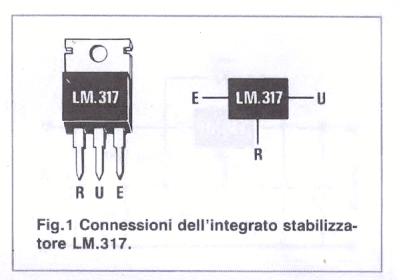 LM.317
E LM.317 U
R
R U E
Fig.1 Connessioni dell'integrato stabilizza-
tore LM.317.